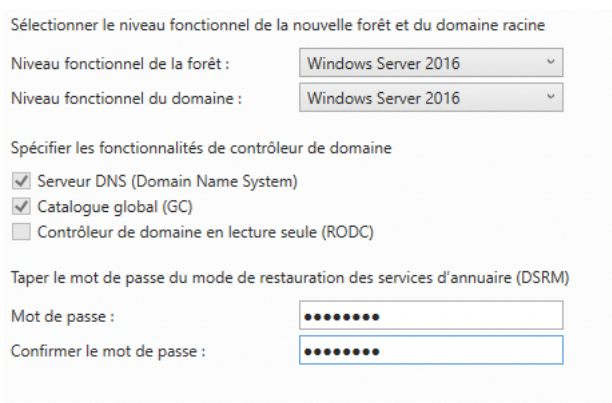 Sélectionner le niveau fonctionnel de la nouvelle forêt et du domaine racine
Niveau fonctionnel de la forêt : Windows Server 2016
Niveau fonctionnel du domaine : Windows Server 2016
Spécifier les fonctionnalités de contrôleur de domaine
Serveur DNS (Domain Name System)
Catalogue global (GC)
Contrôleur de domaine en lecture seule (RODC)
Taper le mot de passe du mode de restauration des services d'annuaire (DSRM)
Mot de passe : ●●●●●●●●
Confirmer le mot de passe : ●●●●●●●●